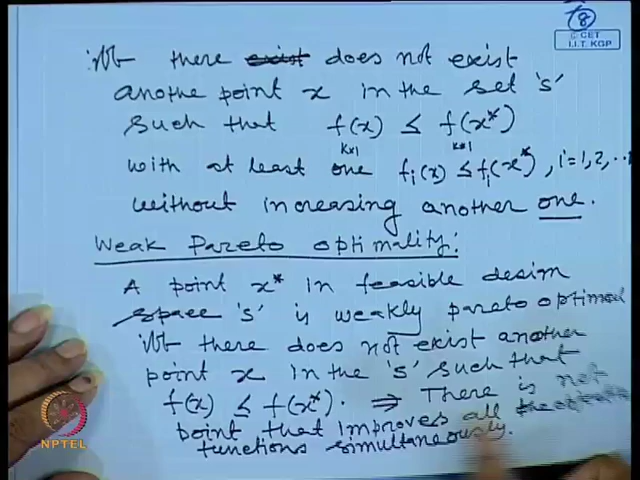 8
© CET
I.I.T. KGP
iff there exist does not exist
anothe point x in the set 's'
such that f(x) ≤ f(x*)
k×1 k×1
with at least one fi(x) ≤ fi(x*), i=1,2,..
without increasing another one.
Weak Pareto optimality:
A point x* in feasible design
space 's' is weakly pareto optimal
iff there does not exist another
point x in the 's' such that
f(x) ≤ f(x*). ⇒ There is not
point that improves all the
functions simultaneously.
NPTEL